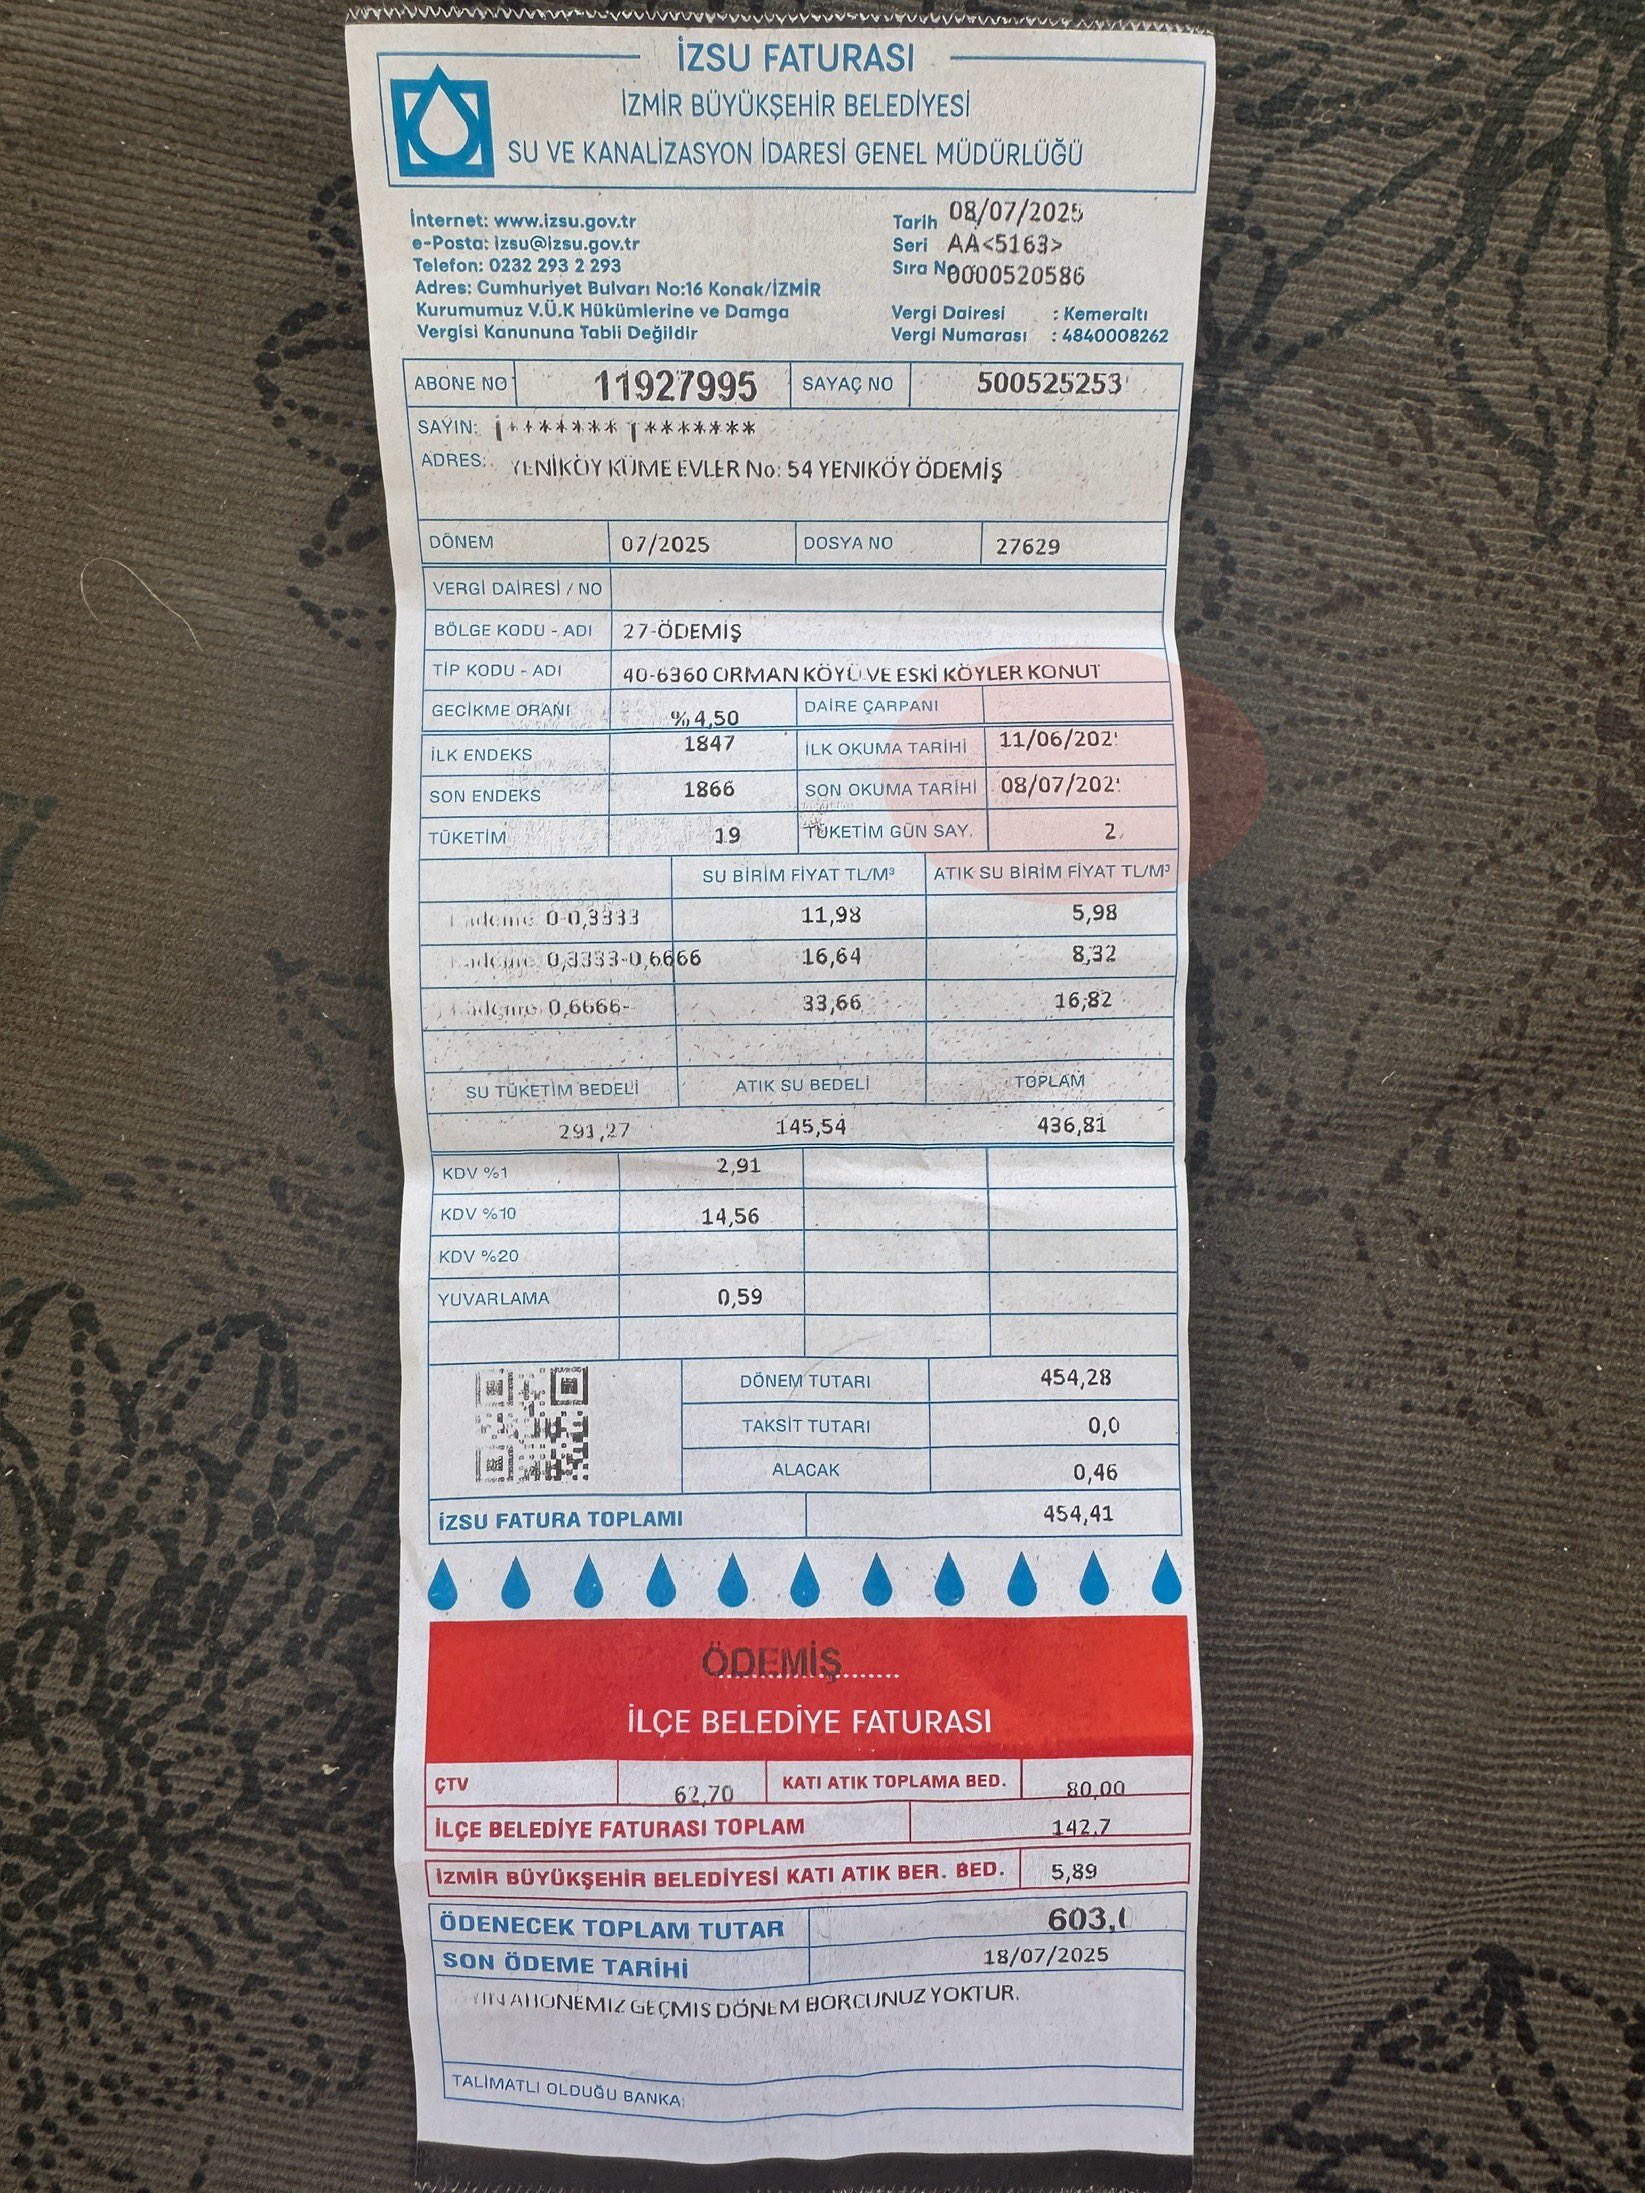 İZSU FATURASI
İZMİR BÜYÜKŞEHİR BELEDİYESİ
SU VE KANALİZASYON İDARESİ GENEL MÜDÜRLÜĞÜ
İnternet: www.izsu.gov.tr
e-Posta: izsu@izsu.gov.tr
Telefon: 0232 293 2 293
Adres: Cumhuriyet Bulvarı No:16 Konak/İZMİR
Kurumumuz V.Ü.K Hükümlerine ve Damga
Vergisi Kanununa Tabii Değildir
Tarih 08/07/2025
Seri AA<5163>
Sıra No 0000520586
Vergi Dairesi : Kemeraltı
Vergi Numarası : 4840008262
ABONE NO 11927995 SAYAÇ NO 500525253
SAYIN:
ADRES: YENİKÖY KÜME EVLER No: 54 YENİKÖY ÖDEMİŞ
DÖNEM 07/2025 DOSYA NO 27629
VERGİ DAİRESİ / NO
BÖLGE KODU - ADI 27-ÖDEMİŞ
TİP KODU - ADI 40-6360 ORMAN KÖYÜ VE ESKİ KÖYLER KONUT
GECİKME ORANI %4,50 DAİRE ÇARPANI
İLK ENDEKS 1847 İLK OKUMA TARİHİ 11/06/202
SON ENDEKS 1866 SON OKUMA TARİHİ 08/07/202
TÜKETİM 19 TÜKETİM GÜN SAY. 2
SU BİRİM FİYAT TL/M³ ATIK SU BİRİM FİYAT TL/M³
0-0,3333 11,98 5,98
0,3333-0,6666 16,64 8,32
0,6666- 33,66 16,82
SU TÜKETİM BEDELİ ATIK SU BEDELİ TOPLAM
291,27 145,54 436,81
KDV %1 2,91
KDV %10 14,56
KDV %20
YUVARLAMA 0,59
DÖNEM TUTARI 454,28
TAKSİT TUTARI 0,0
ALACAK 0,46
İZSU FATURA TOPLAMI 454,41
ÖDEMİŞ
İLÇE BELEDİYE FATURASI
ÇTV 62,70 KATI ATIK TOPLAMA BED. 80,00
İLÇE BELEDİYE FATURASI TOPLAM 142,7
İZMİR BÜYÜKŞEHİR BELEDİYESİ KATI ATIK BER. BED. 5,89
ÖDENECEK TOPLAM TUTAR 603,
SON ÖDEME TARİHİ 18/07/2025
ABONEMIZ GEÇMIS DÖNEM BORCUNUZ YOKTUR.
TALİMATLI OLDUĞU BANKA: